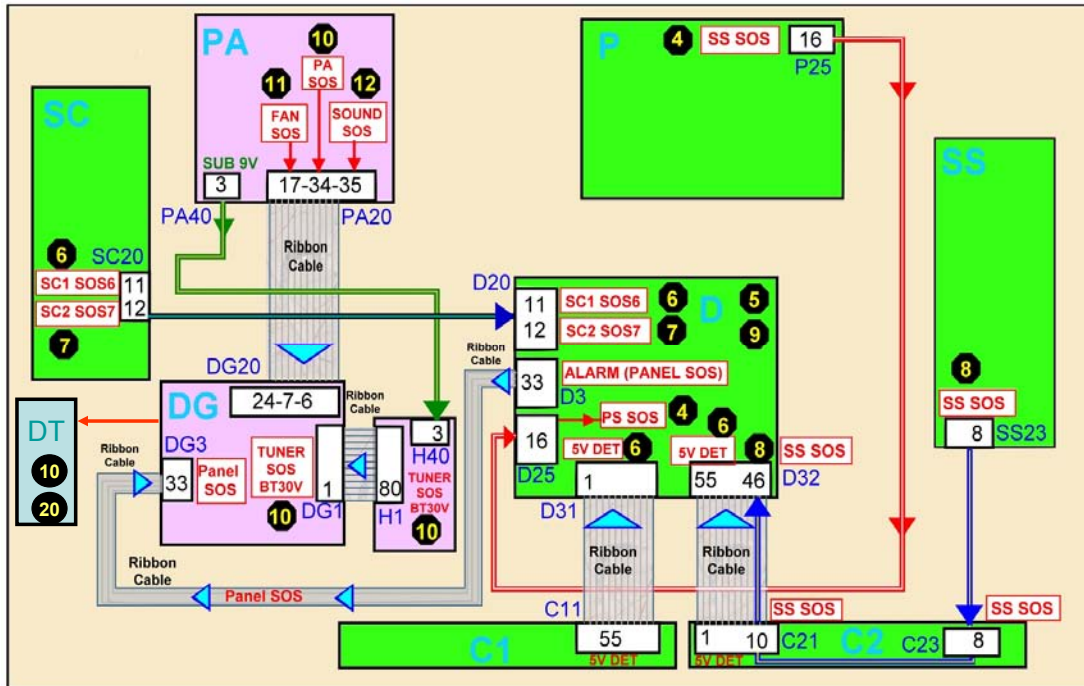 PA
10
PA
SOS
11
FAN
SOS
12
SOUND
SOS
SUB 9V
3
17-34-35
PA40
PA20
Ribbon
Cable
P
4
SS SOS
16
P25
SC
6
SC20
SC1 SOS6
11
SC2 SOS7
12
7
SS
8
SS SOS
8
SS23
D20
11
SC1 SOS6
6
5
12
SC2 SOS7
7
D
9
Ribbon
Cable
33
ALARM (PANEL SOS)
D3
16
PS SOS
4
D25
5V DET
6
6
5V DET
8
SS SOS
1
55
46
D32
D31
DG20
24-7-6
DG
DG3
33
Panel
SOS
TUNER
SOS
BT30V
10
1
DG1
Ribbon
Cable
3
H40
80
H1
TUNER
SOS
BT30V
10
DT
10
20
Ribbon
Cable
Ribbon
Cable
Panel SOS
Ribbon
Cable
Ribbon
Cable
C11
55
5V DET
C1
SS SOS
1
10
C21
5V DET
C2
C23
8
SS SOS